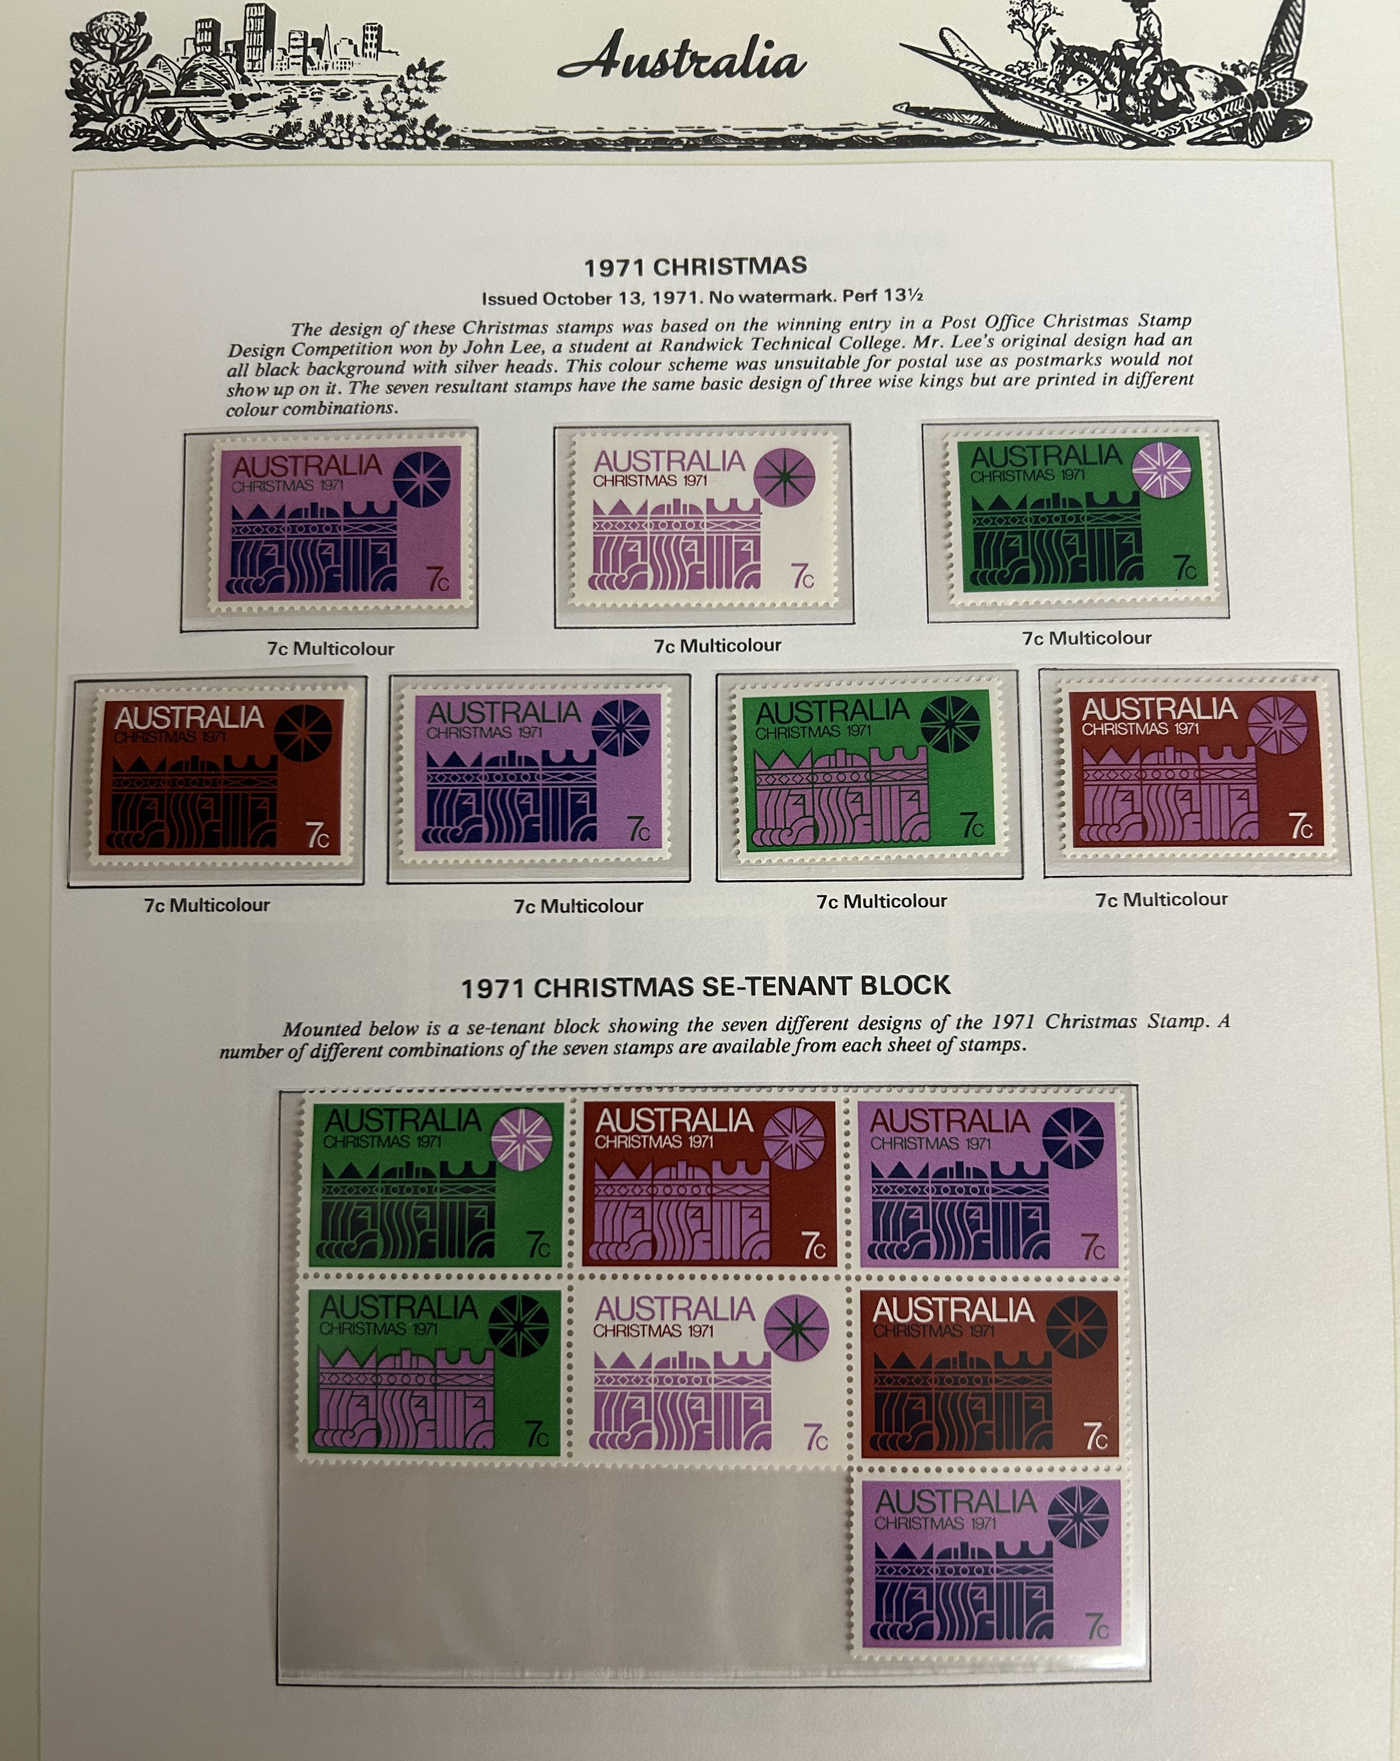 Australia
1971 CHRISTMAS
Issued October 13, 1971. No watermark. Perf 13½
The design of these Christmas stamps was based on the winning entry in a Post Office Christmas Stamp
Design Competition won by John Lee, a student at Randwick Technical College. Mr. Lee's original design had an
all black background with silver heads. This colour scheme was unsuitable for postal use as postmarks would not
show up on it. The seven resultant stamps have the same basic design of three wise kings but are printed in different
colour combinations.
AUSTRALIA
CHRISTMAS 1971
7c
AUSTRALIA
CHRISTMAS 1971
7c
AUSTRALIA
CHRISTMAS 1971
7c
7c Multicolour
7c Multicolour
7c Multicolour
AUSTRALIA
CHRISTMAS 1971
7c
AUSTRALIA
CHRISTMAS 1971
7c
AUSTRALIA
CHRISTMAS 1971
7c
AUSTRALIA
CHRISTMAS 1971
7c
7c Multicolour
7c Multicolour
7c Multicolour
7c Multicolour
1971 CHRISTMAS SE-TENANT BLOCK
Mounted below is a se-tenant block showing the seven different designs of the 1971 Christmas Stamp. A
number of different combinations of the seven stamps are available from each sheet of stamps.
AUSTRALIA
CHRISTMAS 1971
7c
AUSTRALIA
CHRISTMAS 1971
7c
AUSTRALIA
CHRISTMAS 1971
7c
AUSTRALIA
CHRISTMAS 1971
7c
AUSTRALIA
CHRISTMAS 1971
7c
AUSTRALIA
CHRISTMAS 1971
7c
AUSTRALIA
CHRISTMAS 1971
7c